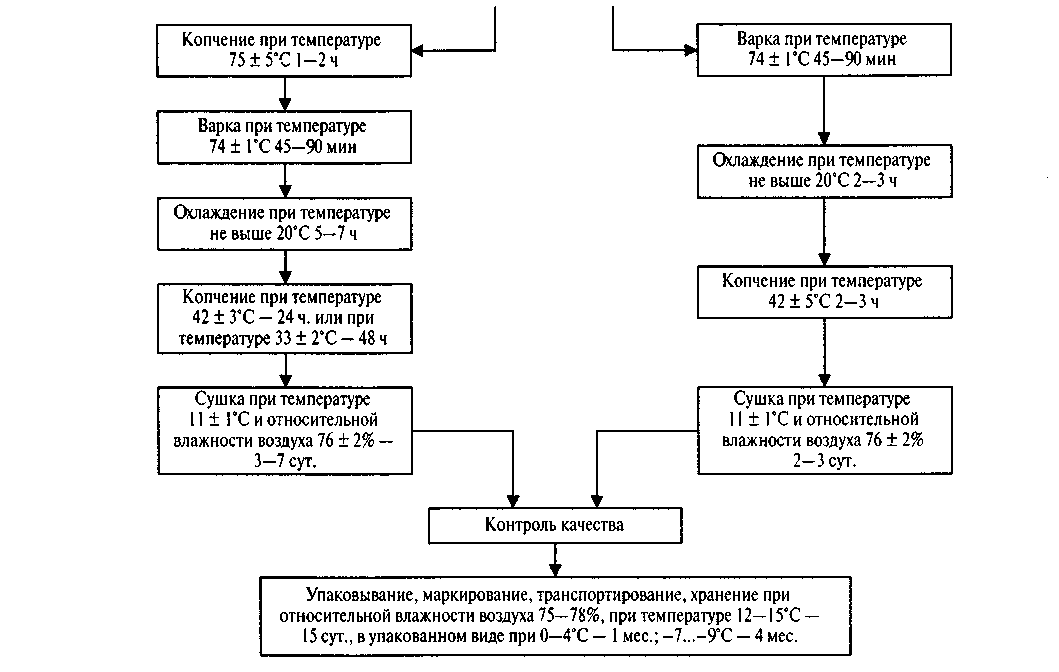 Копчение при температуре
75 ± 5°С 1—2 ч
Варка при температуре
74 ± 1°С 45—90 мин
Охлаждение при температуре
не выше 20°С 5—7 ч
Копчение при температуре
42 ± 3°С — 24 ч. или при
температуре 33 ± 2°С — 48 ч
Сушка при температуре
11 ± 1°С и относительной
влажности воздуха 76 ± 2% —
3—7 сут.
Варка при температуре
74 ± 1°С 45—90 мин
Охлаждение при температуре
не выше 20°С 2—3 ч
Копчение при температуре
42 ± 5°С 2—3 ч
Сушка при температуре
11 ± 1°С и относительной
влажности воздуха 76 ± 2%
2—3 сут.
Контроль качества
Упаковывание, маркирование, транспортирование, хранение при
относительной влажности воздуха 75—78%, при температуре 12—15°С —
15 сут., в упакованном виде при 0—4°С — 1 мес.; –7...–9°С — 4 мес.